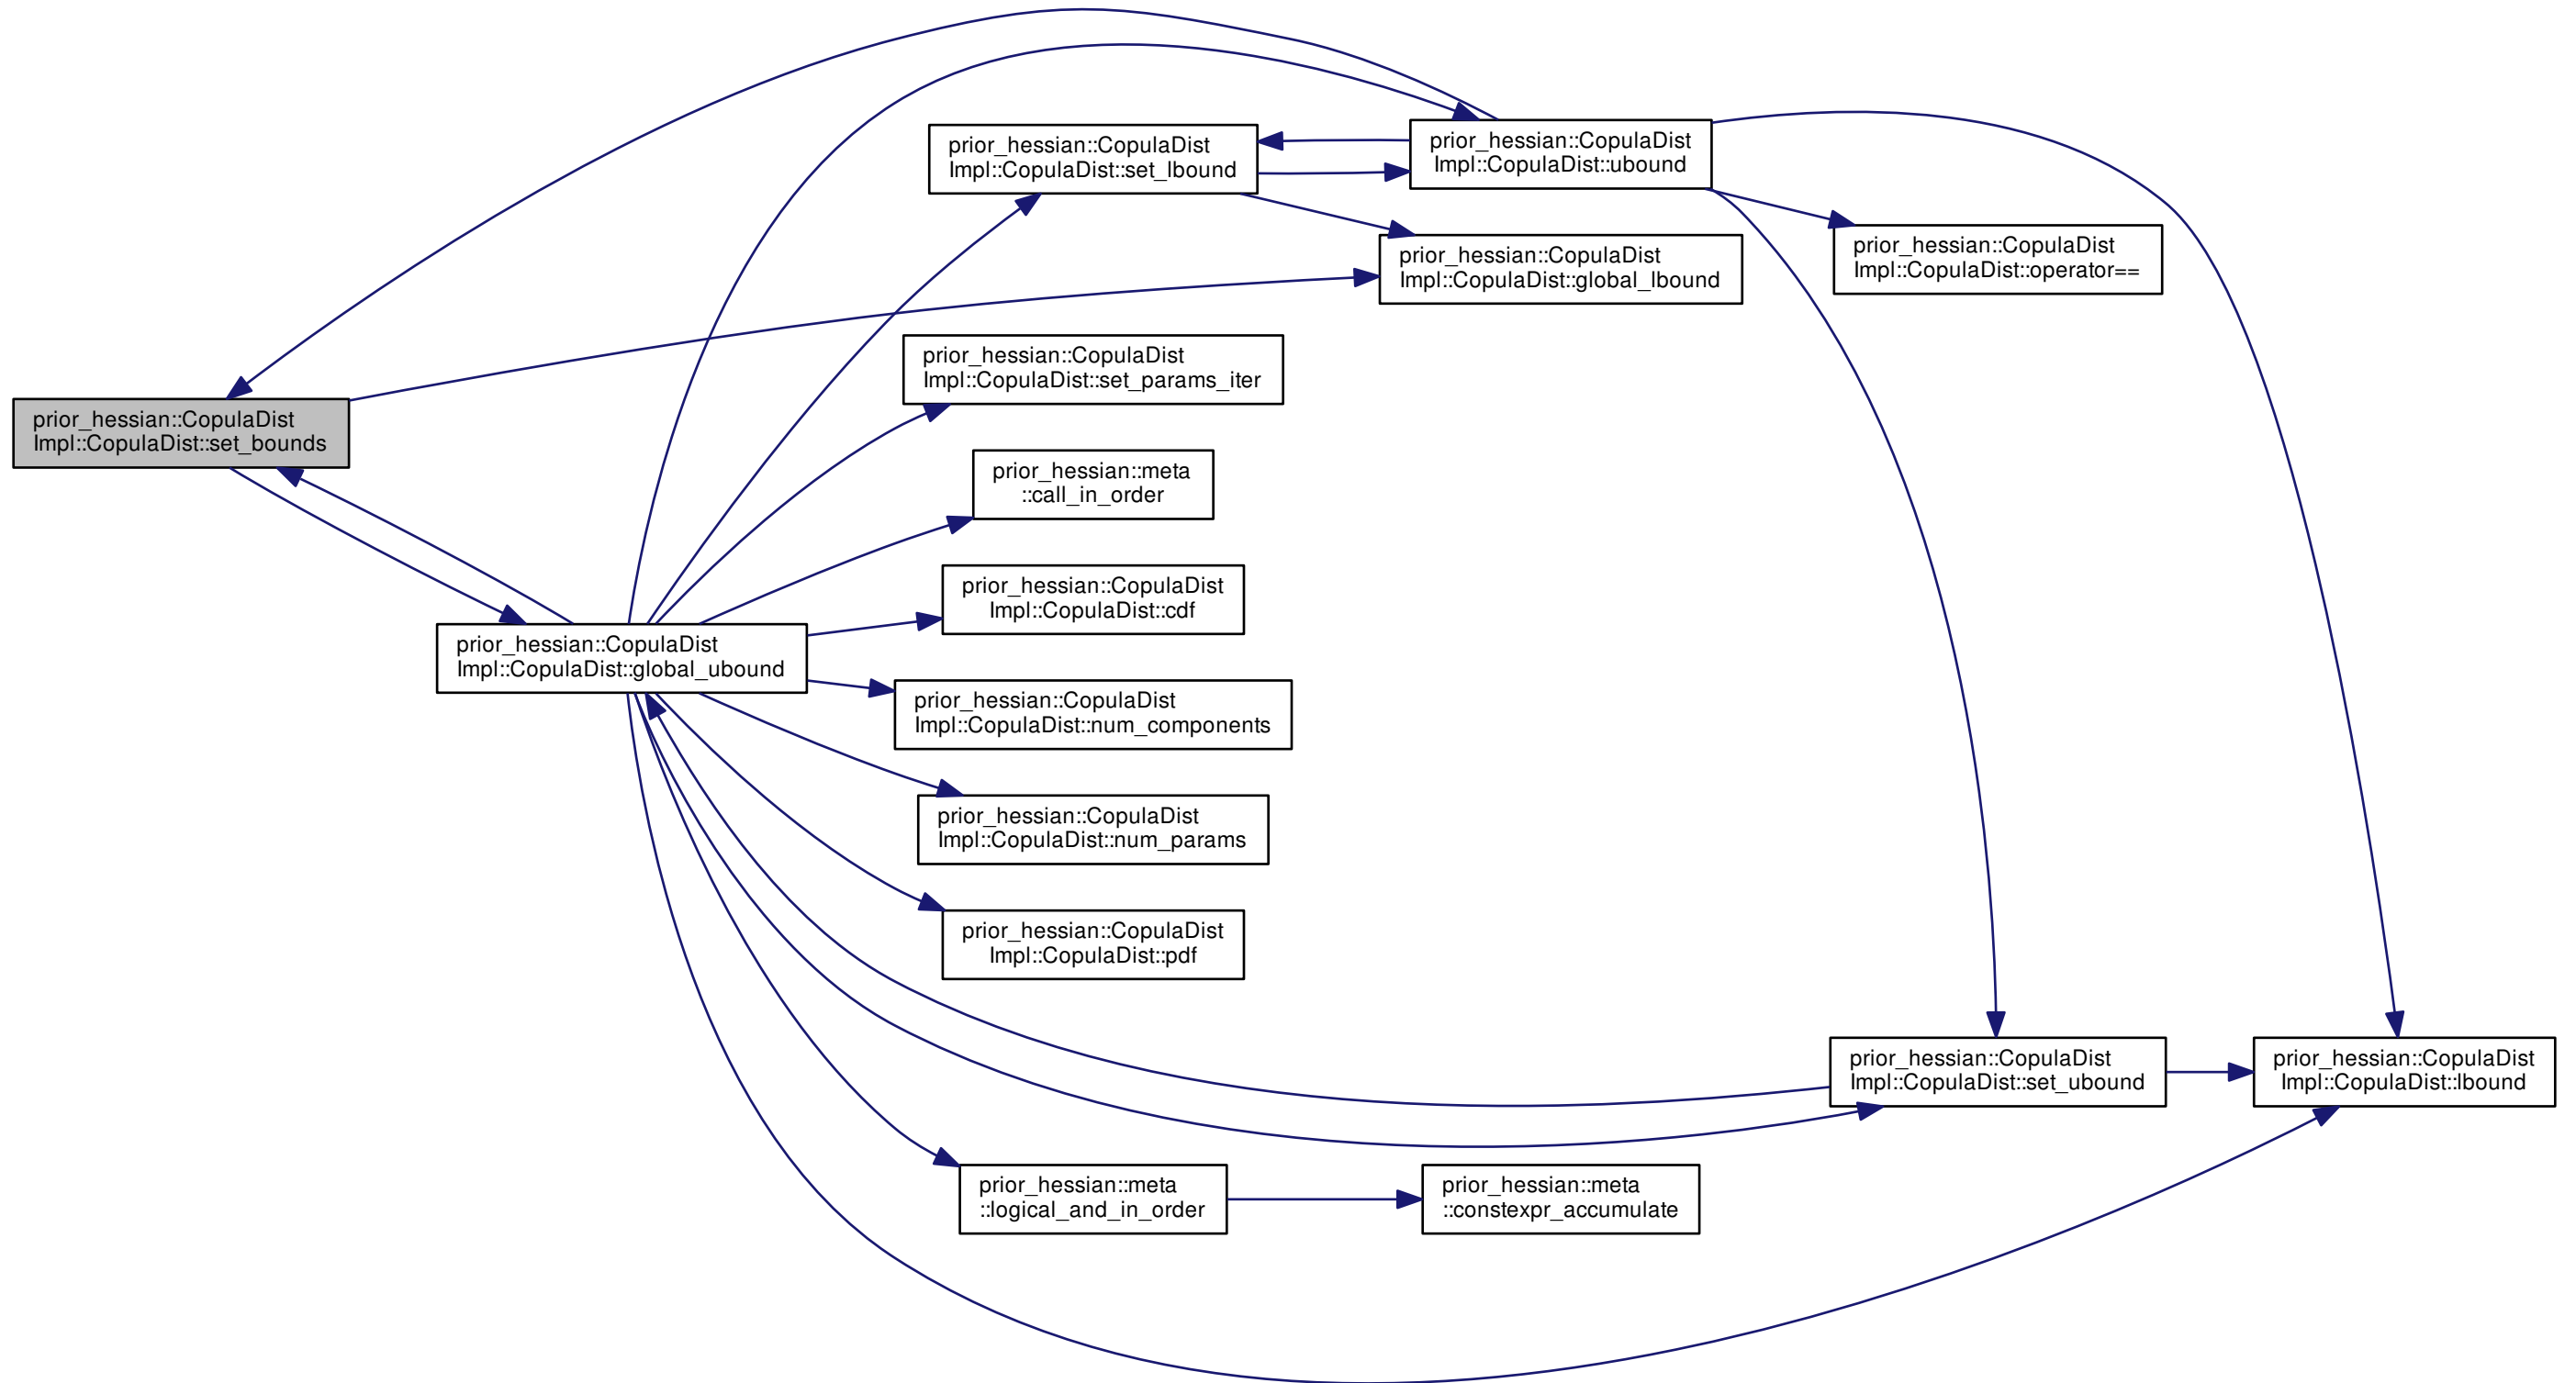 prior_hessian::CopulaDist
Impl::CopulaDist::set_lbound
prior_hessian::CopulaDist
Impl::CopulaDist::ubound
prior_hessian::CopulaDist
Impl::CopulaDist::global_lbound
prior_hessian::CopulaDist
Impl::CopulaDist::operator==
prior_hessian::CopulaDist
Impl::CopulaDist::set_params_iter
prior_hessian::CopulaDist
Impl::CopulaDist::set_bounds
prior_hessian::meta
::call_in_order
prior_hessian::CopulaDist
Impl::CopulaDist::cdf
prior_hessian::CopulaDist
Impl::CopulaDist::global_ubound
prior_hessian::CopulaDist
Impl::CopulaDist::num_components
prior_hessian::CopulaDist
Impl::CopulaDist::num_params
prior_hessian::CopulaDist
Impl::CopulaDist::pdf
prior_hessian::CopulaDist
Impl::CopulaDist::set_ubound
prior_hessian::CopulaDist
Impl::CopulaDist::lbound
prior_hessian::meta
::logical_and_in_order
prior_hessian::meta
::constexpr_accumulate